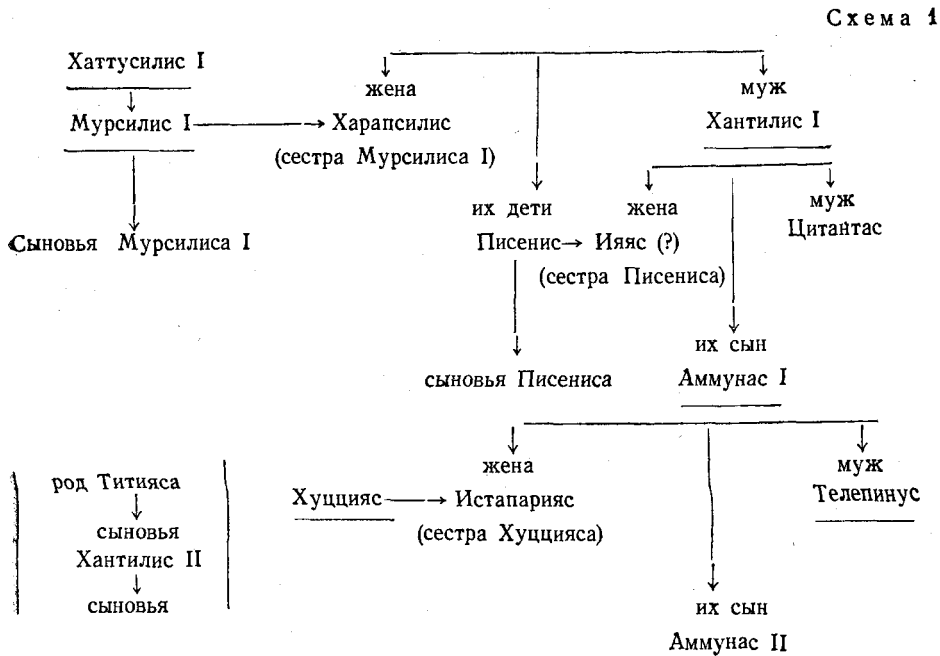 Схема 1
Хаттусилис I
жена
муж
Мурсилис I
Харапсилис
Хантилис I
(сестра Мурсилиса I)
их дети
жена
муж
Цитайтас
Сыновья Мурсилиса I
Писенис
Ияяс (?)
(сестра Писениса)
их сын
сыновья Писениса
Аммунас I
жена
муж
род Титияса
Хуццияс
Истапарияс
Телепинус
(сестра Хуццияса)
сыновья
Хантилис II
сыновья
их сын
Аммунас II